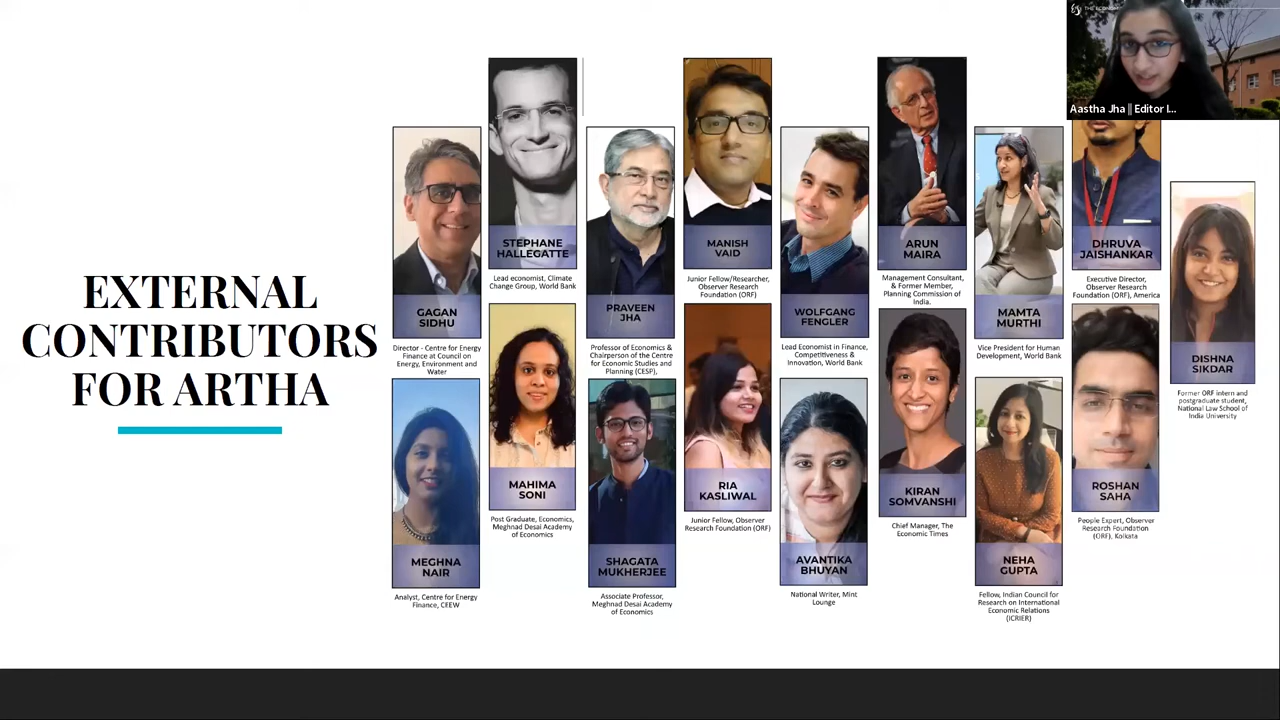 THE ECONOM
Aastha Jha || Editor I...
EXTERNAL
CONTRIBUTORS
FOR ARTHA
GAGAN
SIDHU
Director - Centre for Energy
Finance at Council on
Energy, Environment and
Water
STEPHANE
HALLEGATTE
Lead economist, Climate
Change Group, World Bank
PRAVEEN
JHA
Professor of Economics &
Chairperson of the Centre
for Economic Studies and
Planning (CESP),
MANISH
VAID
Junior Fellow/Researcher,
Observer Research
Foundation (ORF)
WOLFGANG
FENGLER
Lead Economist in Finance,
Competitiveness &
Innovation, World Bank
ARUN
MAIRA
Management Consultant,
& Former Member,
Planning Commission of
India.
MAMTA
MURTHI
Vice President for Human
Development, World Bank
DHRUVA
JAISHANKAR
Executive Director,
Observer Research
Foundation (ORF), America
DISHNA
SIKDAR
Former ORF intern and
postgraduate student,
National Law School of
India University
MEGHNA
NAIR
Analyst, Centre for Energy
Finance, CEEW
MAHIMA
SONI
Post Graduate, Economics,
Meghnad Desai Academy
of Economics
SHAGATA
MUKHERJEE
Associate Professor,
Meghnad Desai Academy
of Economics
RIA
KASLIWAL
Junior Fellow, Observer
Research Foundation (ORF)
AVANTIKA
BHUYAN
National Writer, Mint
Lounge
KIRAN
SOMVANSHI
Chief Manager, The
Economic Times
NEHA
GUPTA
Fellow, Indian Council for
Research on International
Economic Relations
(ICRIER)
ROSHAN
SAHA
People Expert, Observer
Research Foundation
(ORF), Kolkata